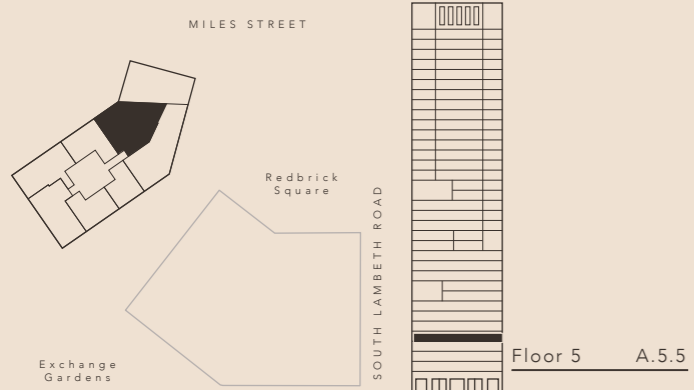 MILES STREET
Redbrick
Square
SOUTH LAMBETH ROAD
Floor 5 A.5.5
Exchange
Gardens